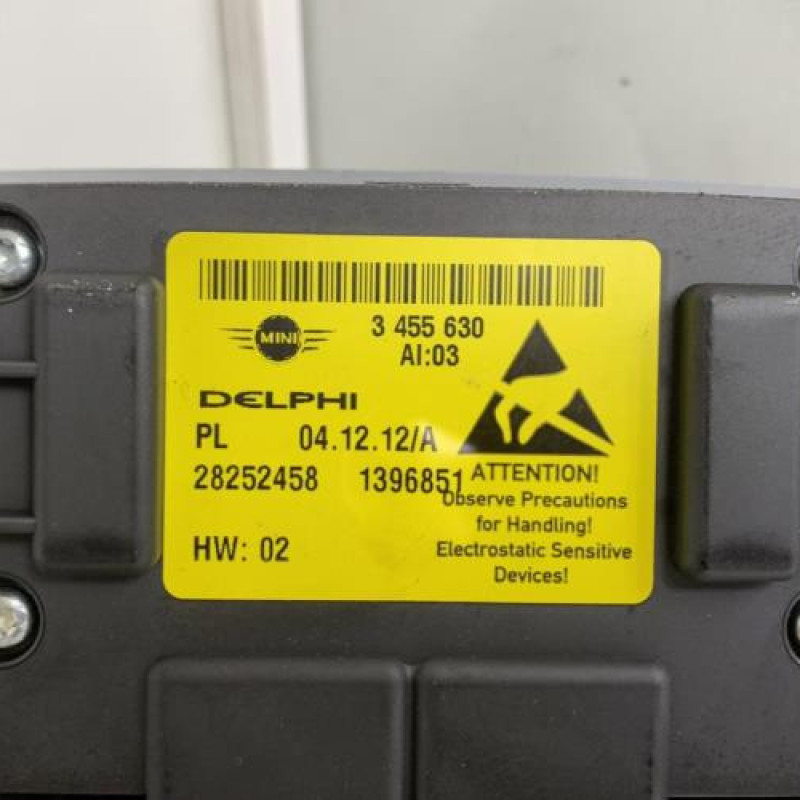 MINI
3 455 630
AI:03
DELPHI
PL 04.12.12/A
28252458 1396851
HW: 02
ATTENTION!
Observe Precautions
for Handling!
Electrostatic Sensitive
Devices!